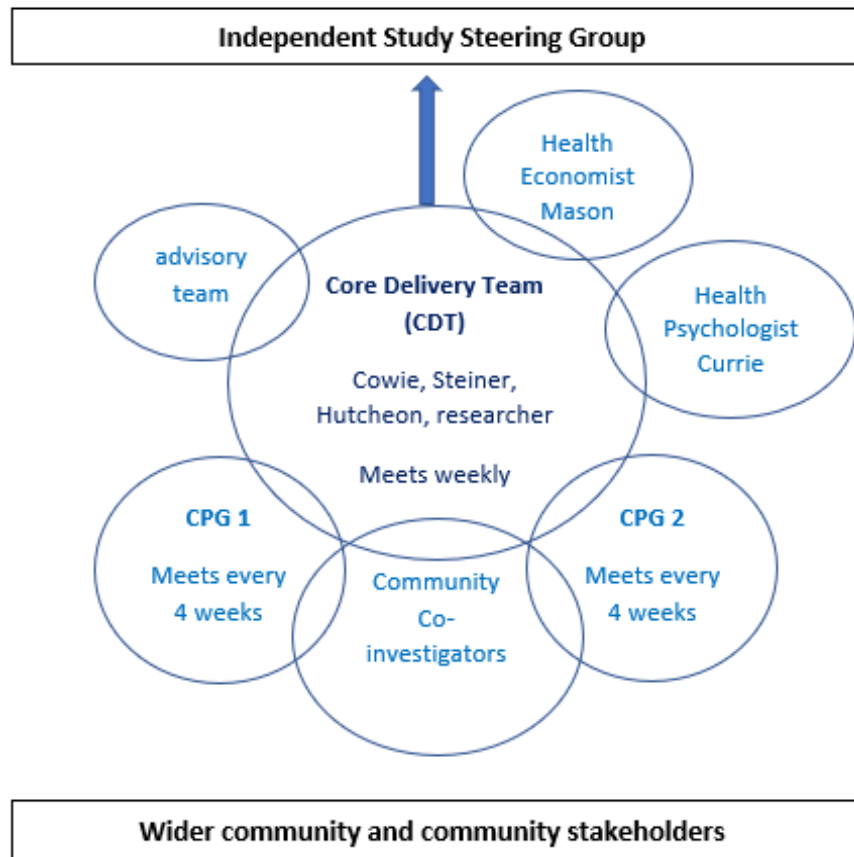 Independent Study Steering Group
Health
Economist
Mason
advisory
team
Core Delivery Team
(CDT)
Cowie, Steiner,
Hutcheon, researcher
Meets weekly
Health
Psychologist
Currie
CPG 1
Meets every
4 weeks
Community
Co-
investigators
CPG 2
Meets every
4 weeks
Wider community and community stakeholders